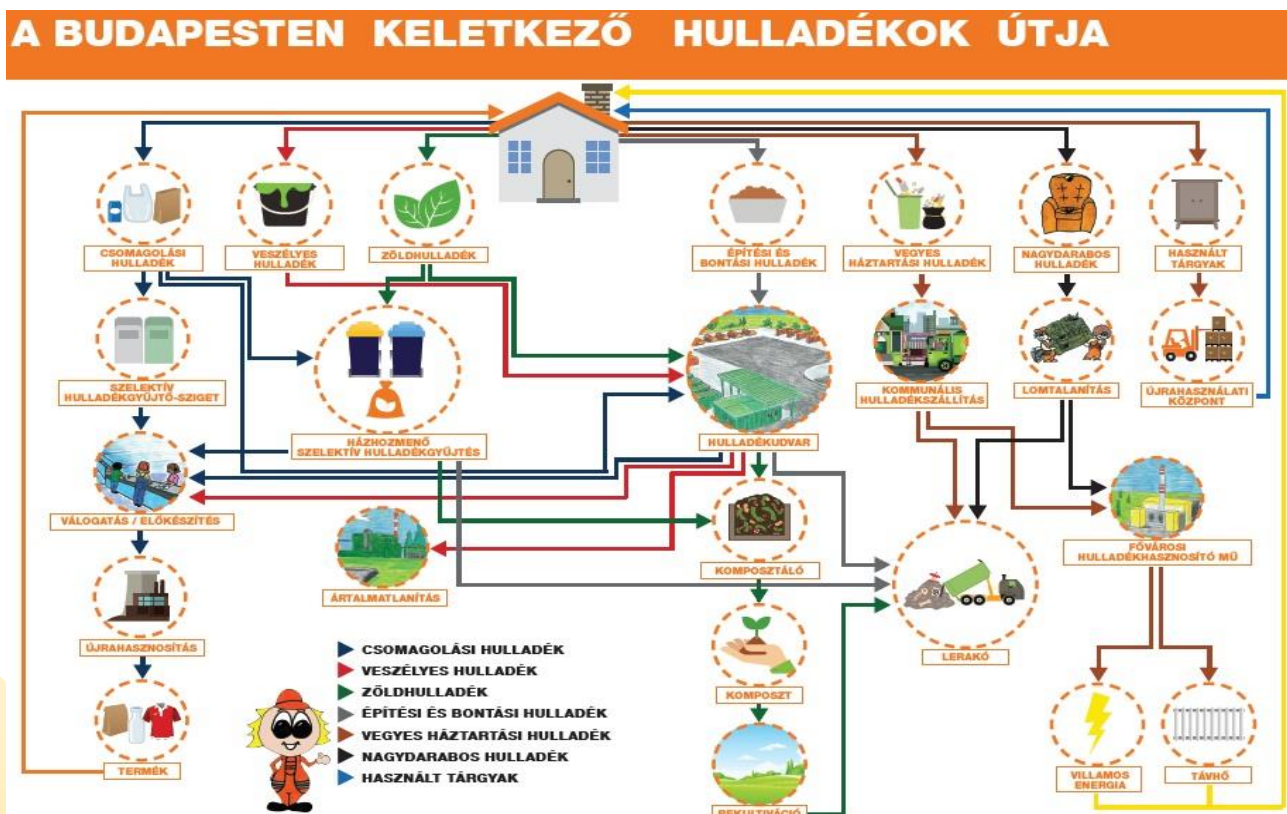 A BUDAPESTEN KELETKEZŐ HULLADÉKOK ÚTJA
CSOMAGOLÁSI
HULLADÉK
VESZÉLYES
HULLADÉK
ZÖLDHULLADÉK
ÉPÍTÉSI ÉS
BONTÁSI HULLADÉK
VEGYES
HÁZTARTÁSI HULLADÉK
NAGYDARABOS
HULLADÉK
HASZNÁLT
TÁRGYAK
SZELEKTÍV
HULLADÉKGYŰJTŐ-SZIGET
HÁZHOZMENŐ
SZELEKTÍV HULLADÉKGYŰJTÉS
HULLADÉKUDVAR
KOMMUNÁLIS
HULLADÉKSZÁLLÍTÁS
LOMTALANÍTÁS
ÚJRAHASZNÁLATI
KÖZPONT
VÁLOGATÁS / ELŐKÉSZÍTÉS
ÁRTALMATLANÍTÁS
KOMPOSZTÁLÓ
FŐVÁROSI
HULLADÉKHASZNOSÍTÓ MŰ
ÚJRAHASZNOSÍTÁS
LERAKÓ
KOMPOSZT
TERMÉK
REKULTIVÁCIÓ
VILLAMOS
ENERGIA
TÁVHŐ
CSOMAGOLÁSI HULLADÉK
VESZÉLYES HULLADÉK
ZÖLDHULLADÉK
ÉPÍTÉSI ÉS BONTÁSI HULLADÉK
VEGYES HÁZTARTÁSI HULLADÉK
NAGYDARABOS HULLADÉK
HASZNÁLT TÁRGYAK